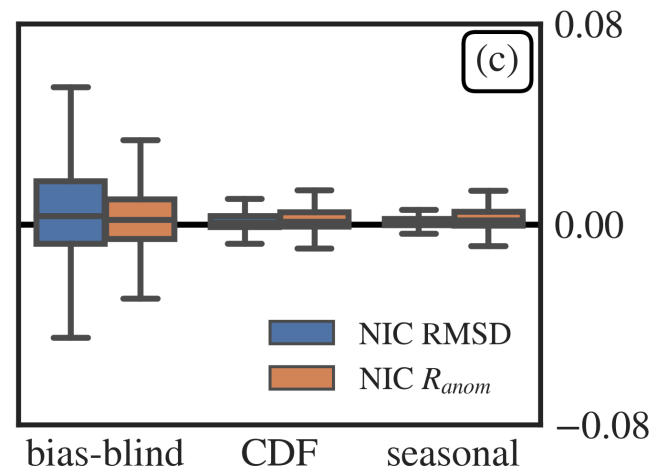 0.08
(c)
0.00
NIC RMSD
NIC R_anom
−0.08
bias-blind CDF seasonal